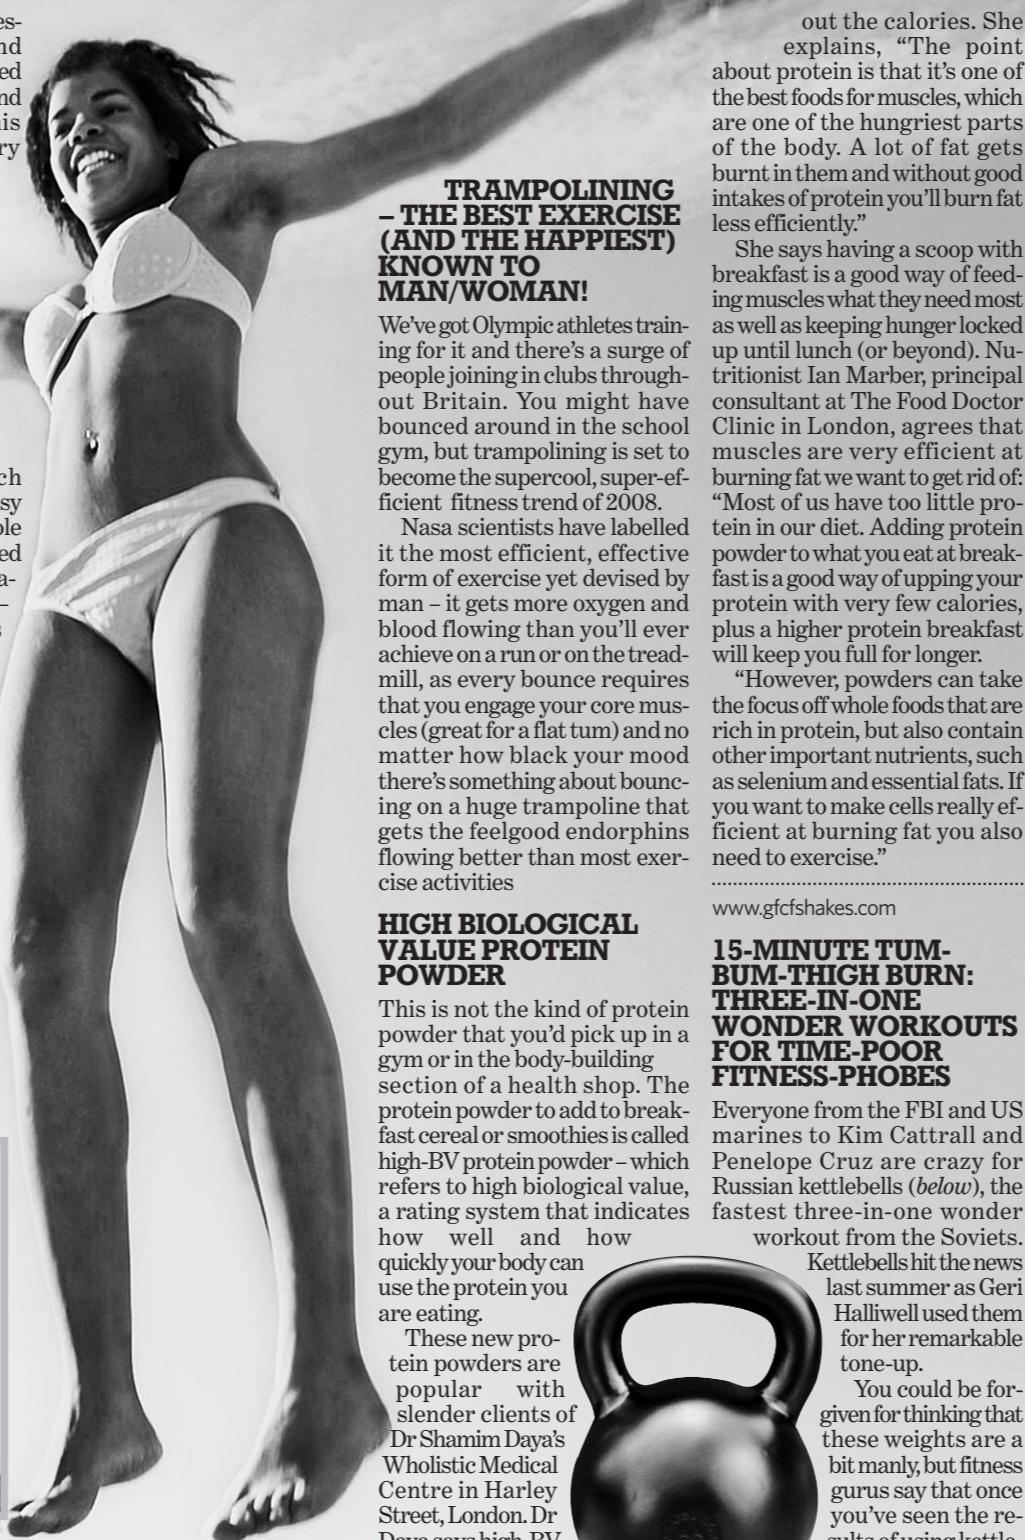 es-
nd
ed
nd
his
ry
ch
sy
ple
ed
a-
–
TRAMPOLINING
– THE BEST EXERCISE
(AND THE HAPPIEST)
KNOWN TO
MAN/WOMAN!
We've got Olympic athletes train-
ing for it and there's a surge of
people joining in clubs through-
out Britain. You might have
bounced around in the school
gym, but trampolining is set to
become the supercool, super-ef-
ficient fitness trend of 2008.
Nasa scientists have labelled
it the most efficient, effective
form of exercise yet devised by
man – it gets more oxygen and
blood flowing than you'll ever
achieve on a run or on the tread-
mill, as every bounce requires
that you engage your core mus-
cles (great for a flat tum) and no
matter how black your mood
there's something about bounc-
ing on a huge trampoline that
gets the feelgood endorphins
flowing better than most exer-
cise activities
HIGH BIOLOGICAL
VALUE PROTEIN
POWDER
This is not the kind of protein
powder that you'd pick up in a
gym or in the body-building
section of a health shop. The
protein powder to add to break-
fast cereal or smoothies is called
high-BV protein powder – which
refers to high biological value,
a rating system that indicates
how well and how
quickly your body can
use the protein you
are eating.
These new pro-
tein powders are
popular with
slender clients of
Dr Shamim Daya's
Wholistic Medical
Centre in Harley
Street, London. Dr
Daya says high-BV
out the calories. She
explains, “The point
about protein is that it's one of
the best foods for muscles, which
are one of the hungriest parts
of the body. A lot of fat gets
burnt in them and without good
intakes of protein you'll burn fat
less efficiently.”
She says having a scoop with
breakfast is a good way of feed-
ing muscles what they need most
as well as keeping hunger locked
up until lunch (or beyond). Nu-
tritionist Ian Marber, principal
consultant at The Food Doctor
Clinic in London, agrees that
muscles are very efficient at
burning fat we want to get rid of:
“Most of us have too little pro-
tein in our diet. Adding protein
powder to what you eat at break-
fast is a good way of upping your
protein with very few calories,
plus a higher protein breakfast
will keep you full for longer.
“However, powders can take
the focus off whole foods that are
rich in protein, but also contain
other important nutrients, such
as selenium and essential fats. If
you want to make cells really ef-
ficient at burning fat you also
need to exercise.”
www.gfcfshakes.com
15-MINUTE TUM-
BUM-THIGH BURN:
THREE-IN-ONE
WONDER WORKOUTS
FOR TIME-POOR
FITNESS-PHOBES
Everyone from the FBI and US
marines to Kim Cattrall and
Penelope Cruz are crazy for
Russian kettlebells (below), the
fastest three-in-one wonder
workout from the Soviets.
Kettlebells hit the news
last summer as Geri
Halliwell used them
for her remarkable
tone-up.
You could be for-
given for thinking that
these weights are a
bit manly, but fitness
gurus say that once
you've seen the re-
sults of using kettle-